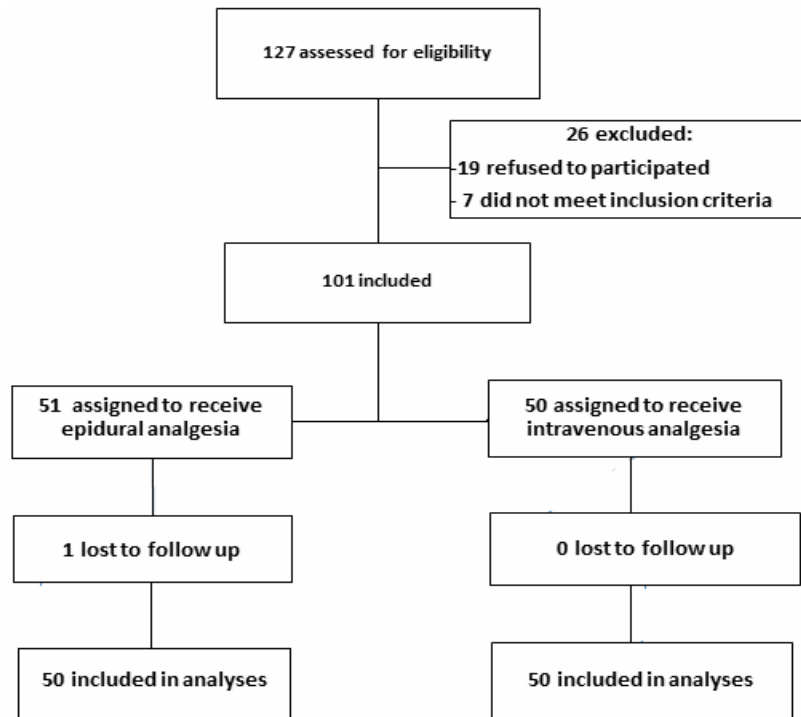 127 assessed for eligibility
26 excluded:
-19 refused to participated
- 7 did not meet inclusion criteria
101 included
51 assigned to receive
epidural analgesia
50 assigned to receive
intravenous analgesia
1 lost to follow up
0 lost to follow up
50 included in analyses
50 included in analyses